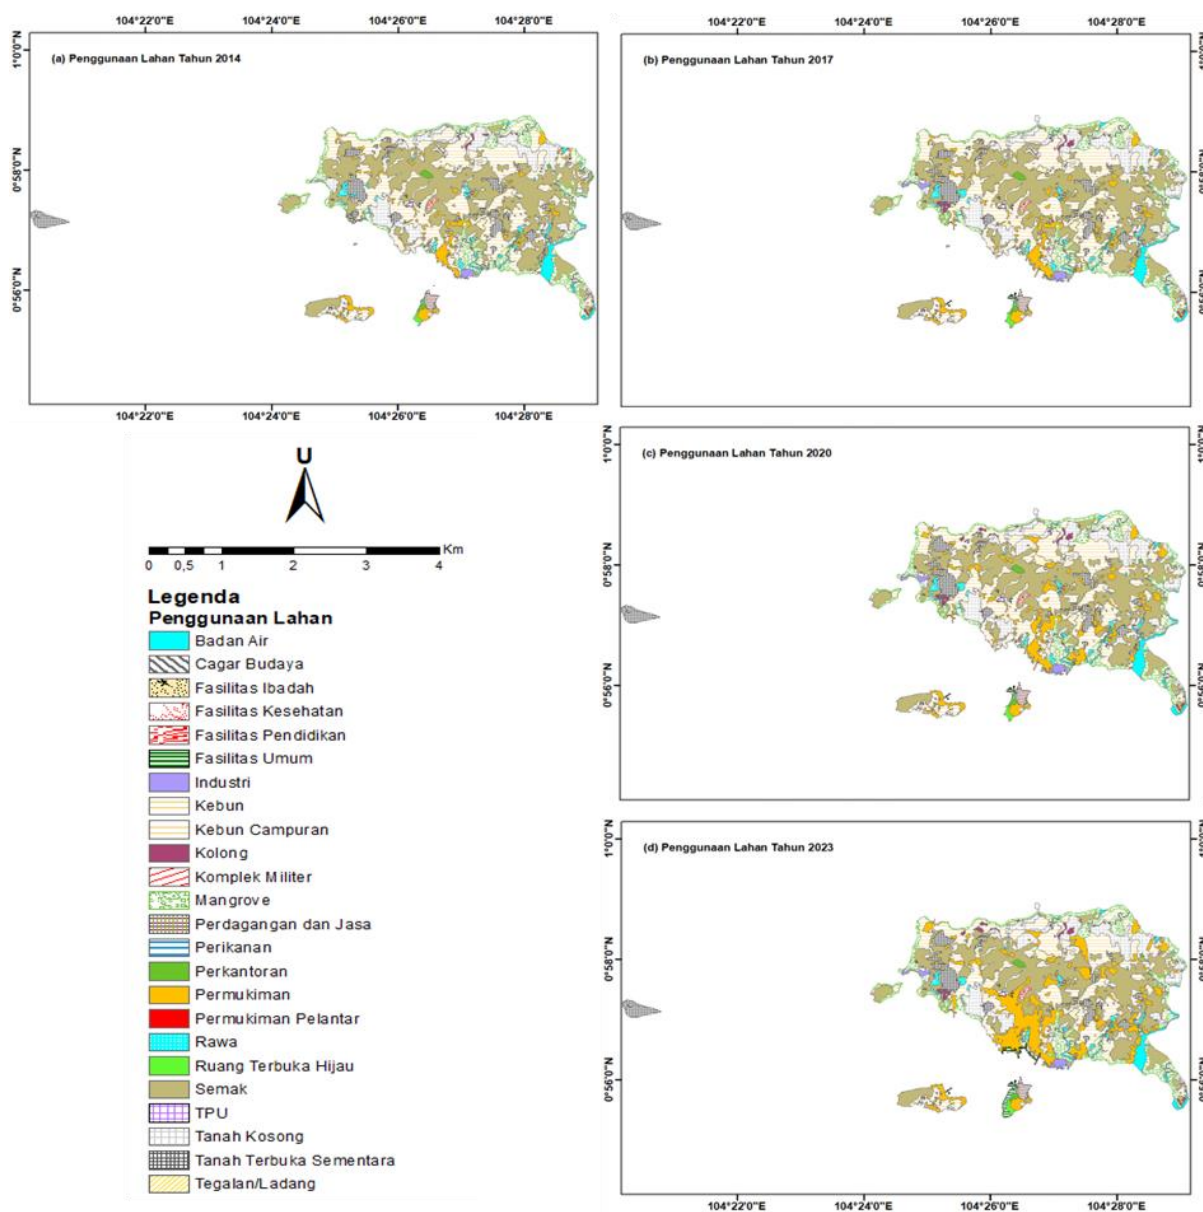 104°22'0"E 104°24'0"E 104°26'0"E 104°28'0"E
104°22'0"E 104°24'0"E 104°26'0"E 104°28'0"E
1°0'0"N
0°58'0"N
0°56'0"N
(a) Penggunaan Lahan Tahun 2014
104°22'0"E 104°24'0"E 104°26'0"E 104°28'0"E
(b) Penggunaan Lahan Tahun 2017
U
0 0,5 1 2 3 4 Km
Legenda
Penggunaan Lahan
Badan Air
Cagar Budaya
Fasilitas Ibadah
Fasilitas Kesehatan
Fasilitas Pendidikan
Fasilitas Umum
Industri
Kebun
Kebun Campuran
Kolong
Komplek Militer
Mangrove
Perdagangan dan Jasa
Perikanan
Perkantoran
Permukiman
Permukiman Pelantar
Rawa
Ruang Terbuka Hijau
Semak
TPU
Tanah Kosong
Tanah Terbuka Sementara
Tegalan/Ladang
1°0'0"N
0°58'0"N
0°56'0"N
(c) Penggunaan Lahan Tahun 2020
1°0'0"N
0°58'0"N
0°56'0"N
(d) Penggunaan Lahan Tahun 2023
104°22'0"E 104°24'0"E 104°26'0"E 104°28'0"E